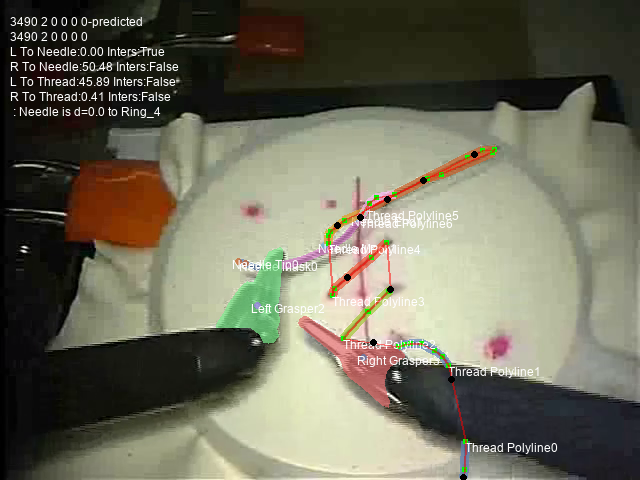 3490 2 0 0 0 0-predicted
3490 2 0 0 0 0
L To Needle:0.00 Inters:True
R To Needle:50.48 Inters:False
L To Thread:45.89 Inters:False
R To Thread:0.41 Inters:False
: Needle is d=0.0 to Ring_4
Thread Polyline5
Thread Polyline6
Thread Polyline4
Left Grasper2
Thread Polyline3
Right Grasper3
Thread Polyline1
Thread Polyline0